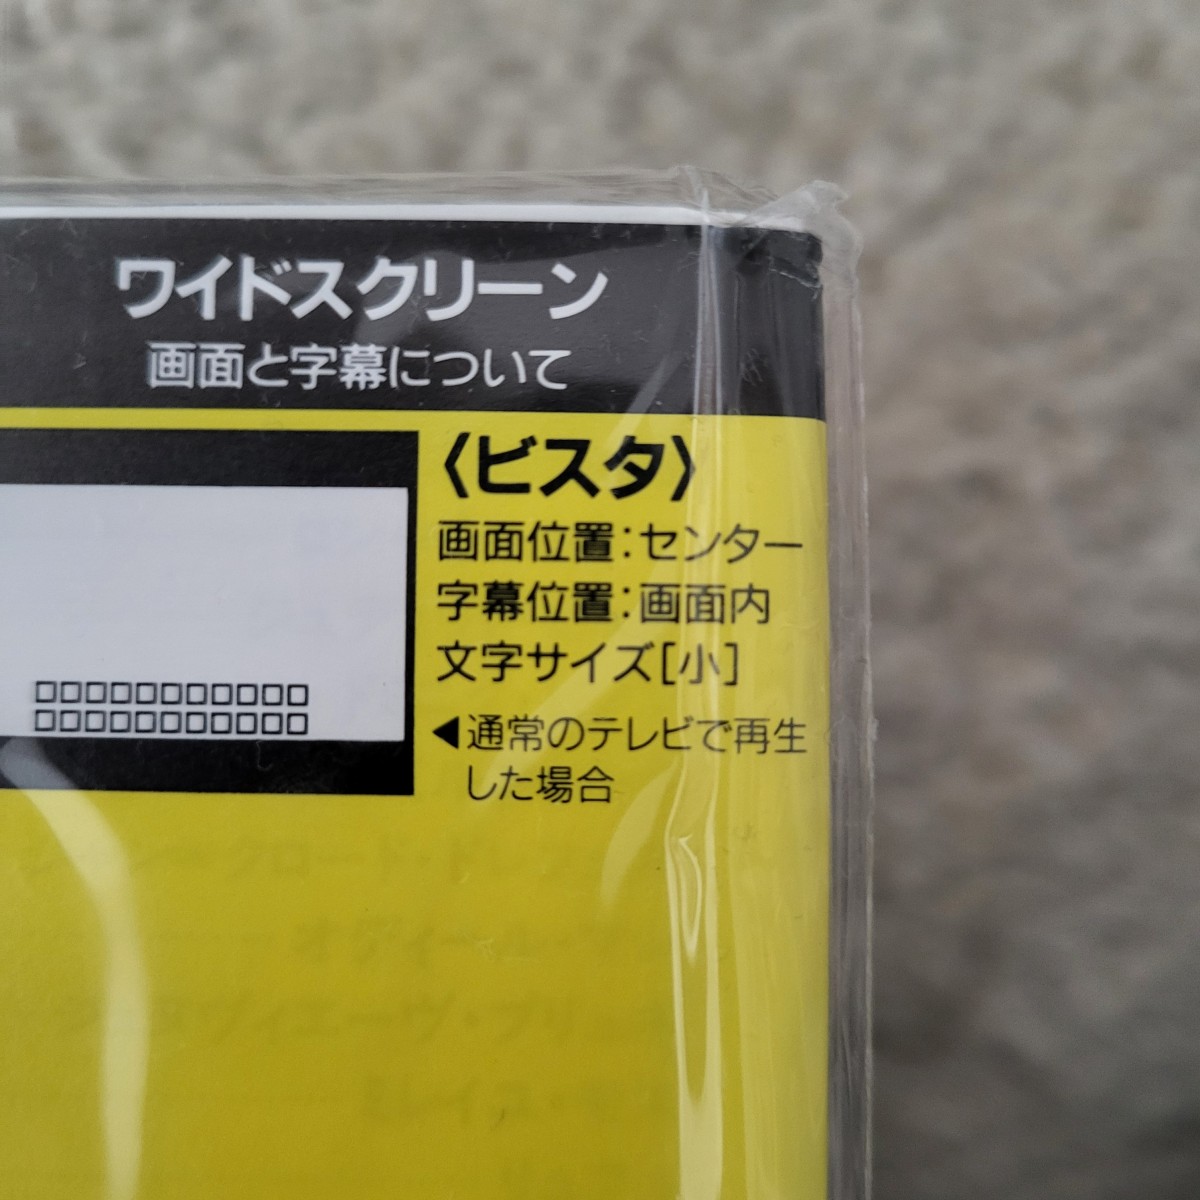 ワイドスクリーン
画面と字幕について
〈ビスタ〉
画面位置：センター
字幕位置：画面内
文字サイズ[小]
□□□□□□□□□□□
□□□□□□□□□□□
◀通常のテレビで再生
した場合